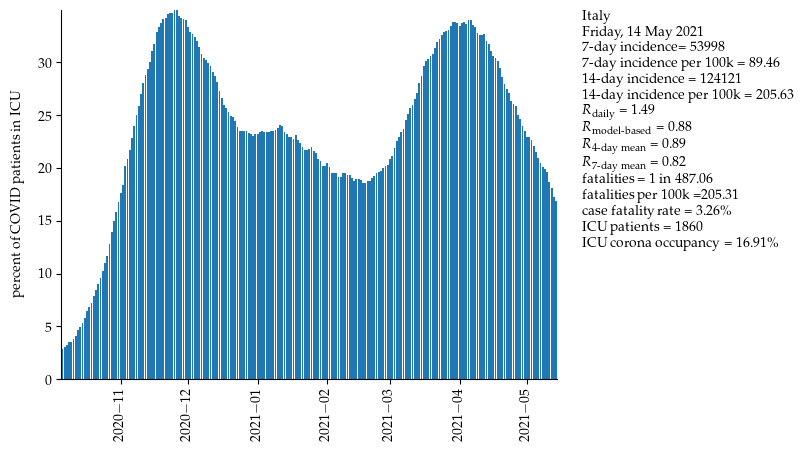 percent of COVID patients in ICU
30
25
20
15
10
5
0
2020−11
2020−12
2021−01
2021−02
2021−03
2021−04
2021−05
Italy
Friday, 14 May 2021
7-day incidence= 53998
7-day incidence per 100k = 89.46
14-day incidence = 124121
14-day incidence per 100k = 205.63
R daily = 1.49
R model-based = 0.88
R 4-day mean = 0.89
R 7-day mean = 0.82
fatalities = 1 in 487.06
fatalities per 100k =205.31
case fatality rate = 3.26%
ICU patients = 1860
ICU corona occupancy = 16.91%